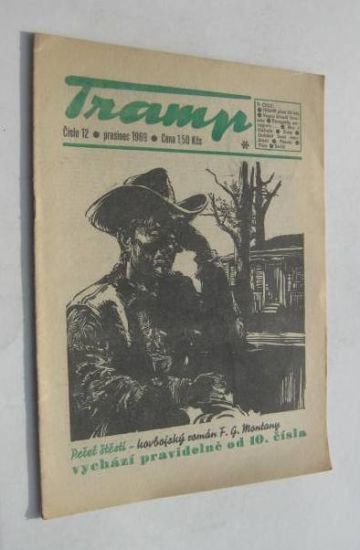 Tramp
Číslo 12 ● prosinec 1969 ● Cena 1,50 Kčs
Pečeť štěstí - kovbojský román F. G. Montany
vychází pravidelně od 10. čísla